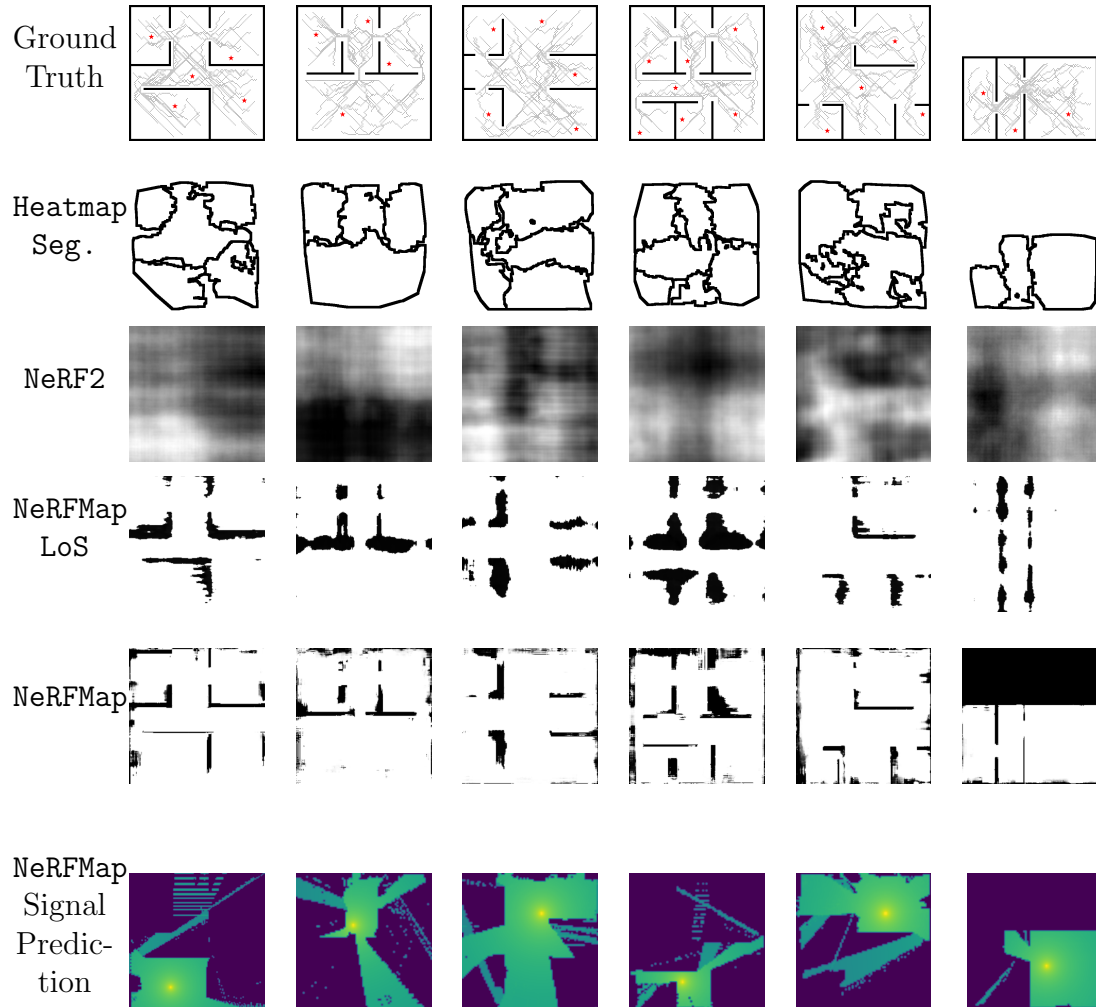 Ground
Truth
Heatmap
Seg.
NeRF2
NeRFMap
LoS
NeRFMap
NeRFMap
Signal
Predic-
tion